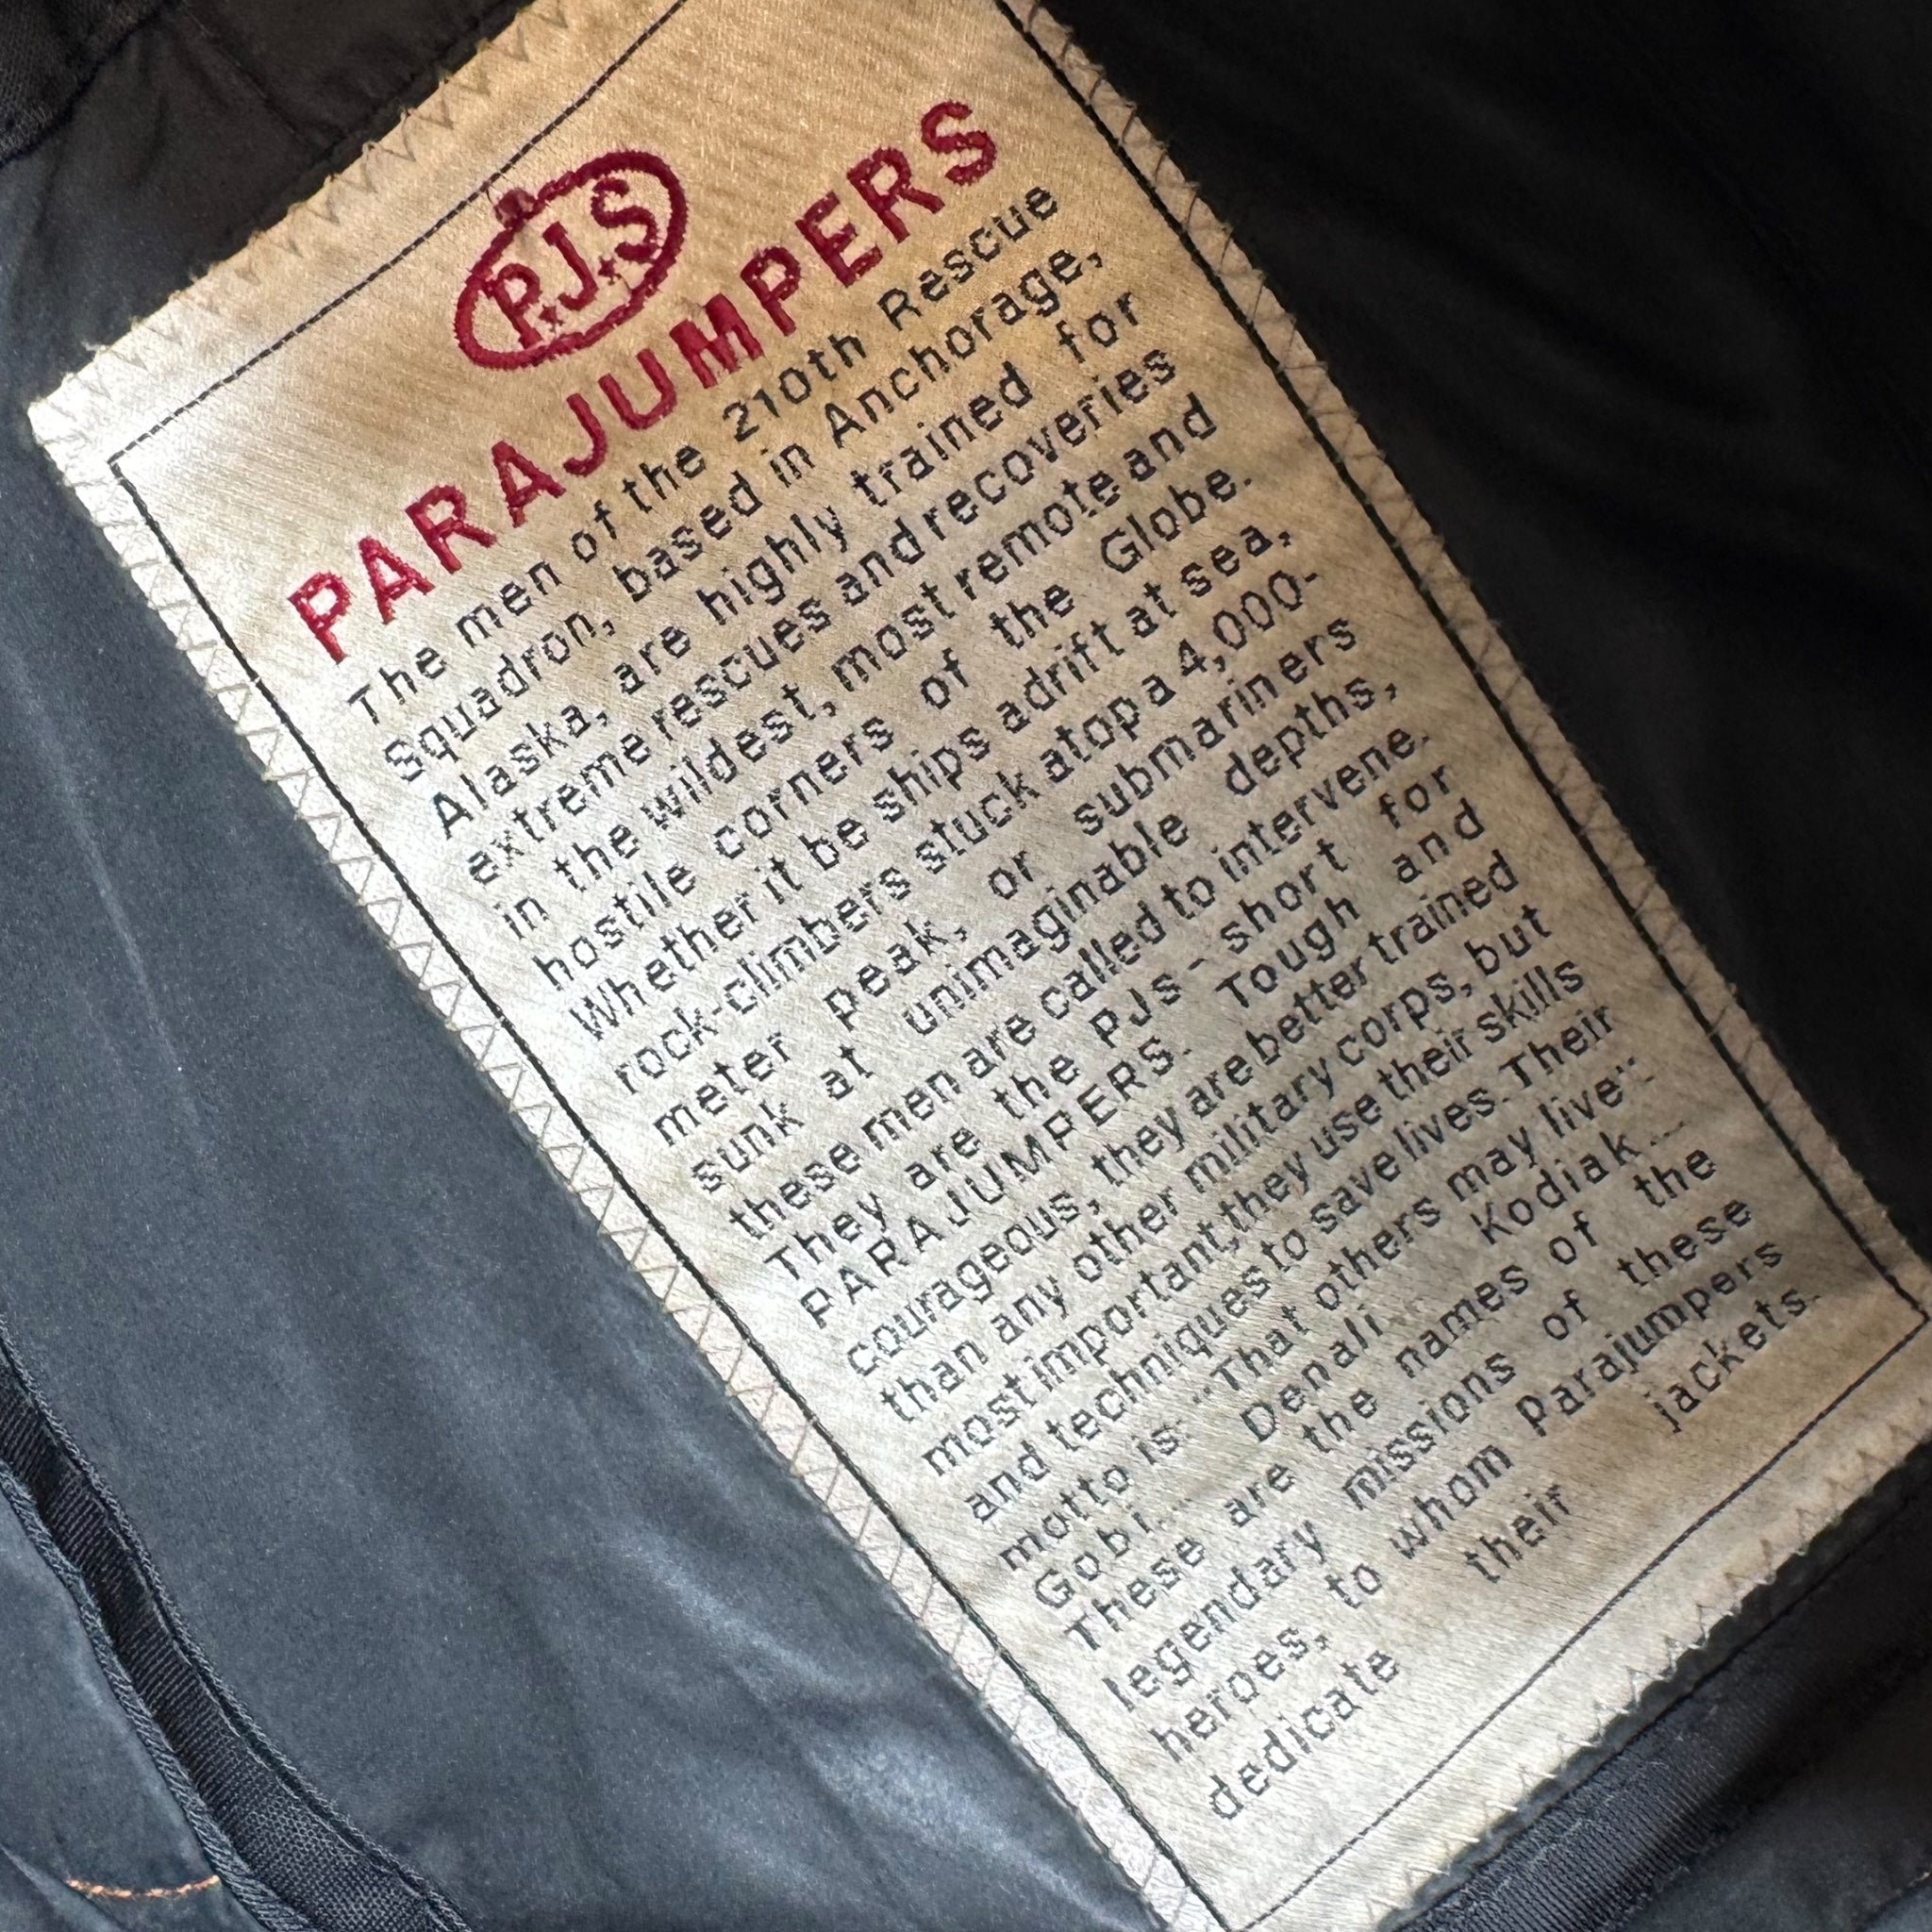 P.J.S
PARAJUMPERS
The men of the 210th Rescue
Squadron, based in Anchorage,
Alaska, are highly trained for
extreme rescues and recoveries
in the wildest, most remote and
hostile corners of the Globe.
Whether it be ships adrift at sea,
rock-climbers stuck atop a 4,000-
meter peak, or submariners
sunk at unimaginable depths,
these men are called to intervene.
They are the PJs - short for
PARAJUMPERS. Tough and
courageous, they are better trained
than any other military corps, but
most important, they use their skills
and techniques to save lives. Their
motto is "That others may live".
Gobi... Denali... Kodiak...
These are the names of the
legendary missions of these
heroes, to whom Parajumpers
dedicate their jackets.